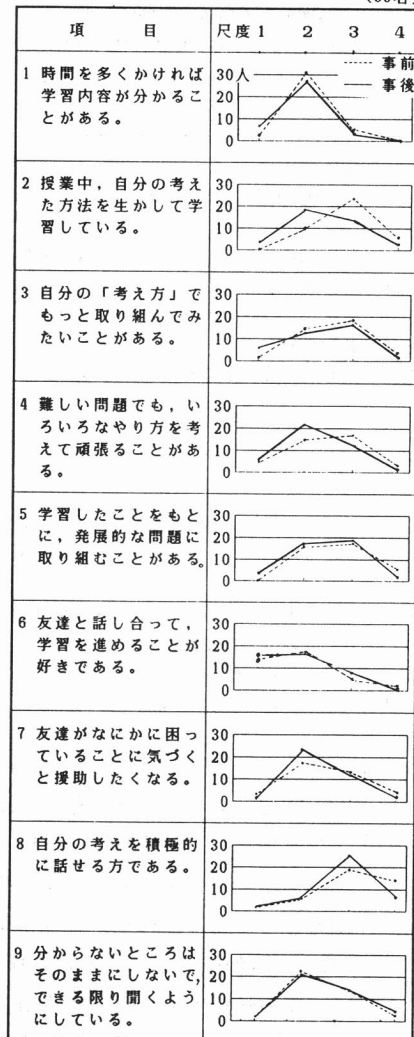 項　　目　尺度 1　2　3　4
1 時間を多くかければ
学習内容が分かるこ
とがある。
30人
20
10
0
事前
事後
2 授業中，自分の考え
た方法を生かして学
習している。
30
20
10
0
3 自分の「考え方」で
もっと取り組んでみ
たいことがある。
30
20
10
0
4 難しい問題でも，い
ろいろなやり方を考
えて頑張ることがあ
る。
30
20
10
0
5 学習したことをもと
に，発展的な問題に
取り組むことがある。
30
20
10
0
6 友達と話し合って，
学習を進めることが
好きである。
30
20
10
0
7 友達がなにかに困っ
ていることに気づく
と援助したくなる。
30
20
10
0
8 自分の考えを積極的
に話せる方である。
30
20
10
0
9 分からないところは
そのままにしないで，
できる限り聞くよう
にしている。
30
20
10
0